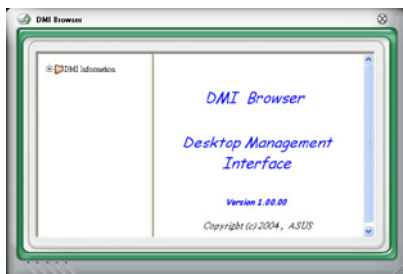 DMI Browser
DMI Information
DMI Browser
Desktop Management
Interface
Version 1.00.00
Copyright (c) 2004, ASUS